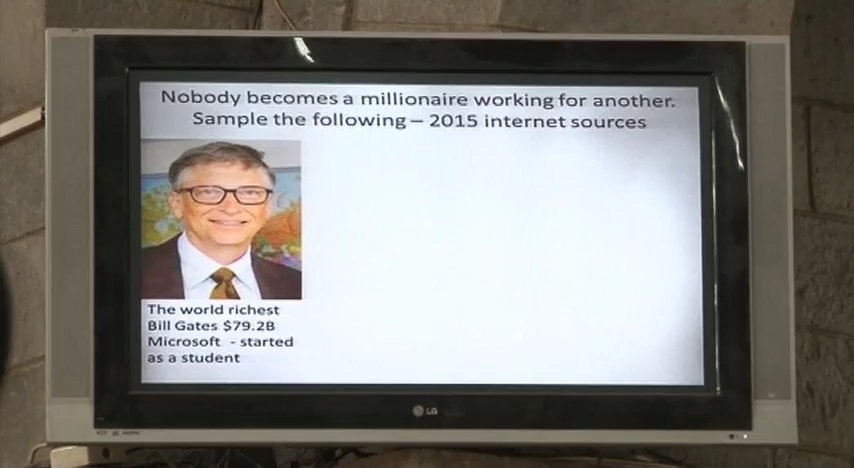 Nobody becomes a millionaire working for another.
Sample the following – 2015 internet sources
The world richest
Bill Gates $79.2B
Microsoft - started
as a student
LG